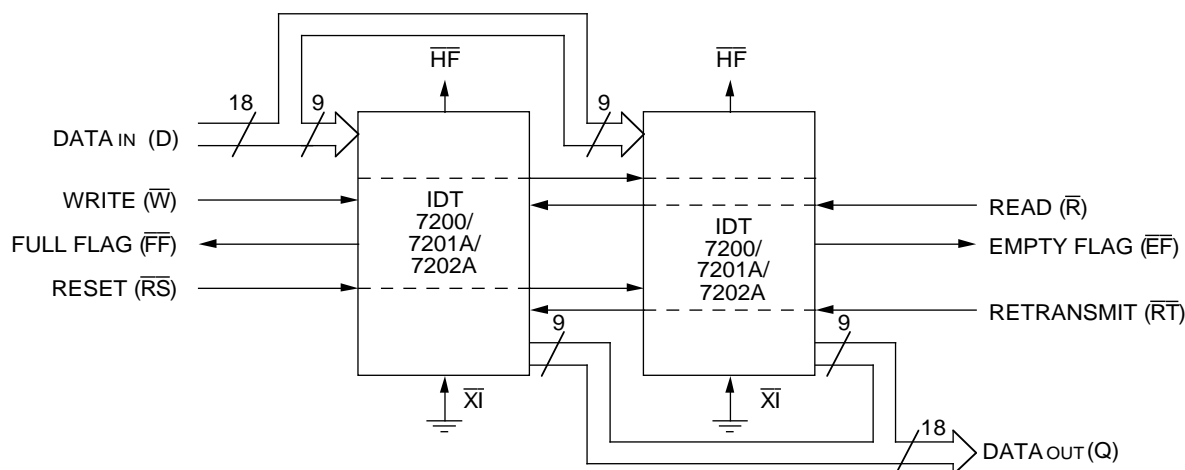 HF
HF
18
9
9
DATA IN (D)
WRITE (W)
FULL FLAG (FF)
RESET (RS)
IDT
7200/
7201A/
7202A
IDT
7200/
7201A/
7202A
READ (R)
EMPTY FLAG (EF)
RETRANSMIT (RT)
9
9
XI
XI
18
DATA OUT (Q)